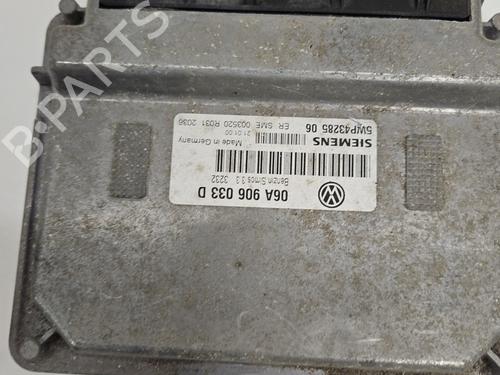 06A 906 033 D
Benzin Simos 3.3 3232
SIEMENS Made in Germany
21.01.00
5WP43285 06 ER SME 003520 R031 2036
B-PARTS